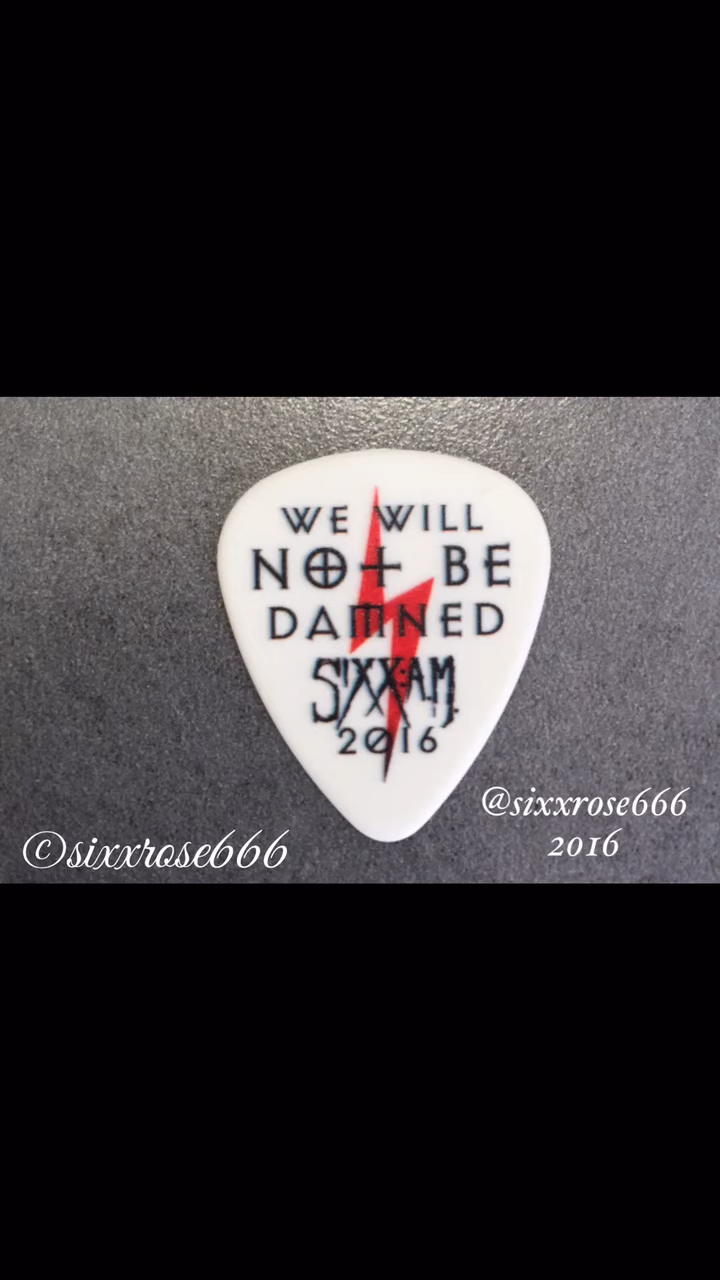 WE WILL
NOT BE
DAMNED
SIXX:A.M.
2016
@sixxrose666
2016
©sixxrose666